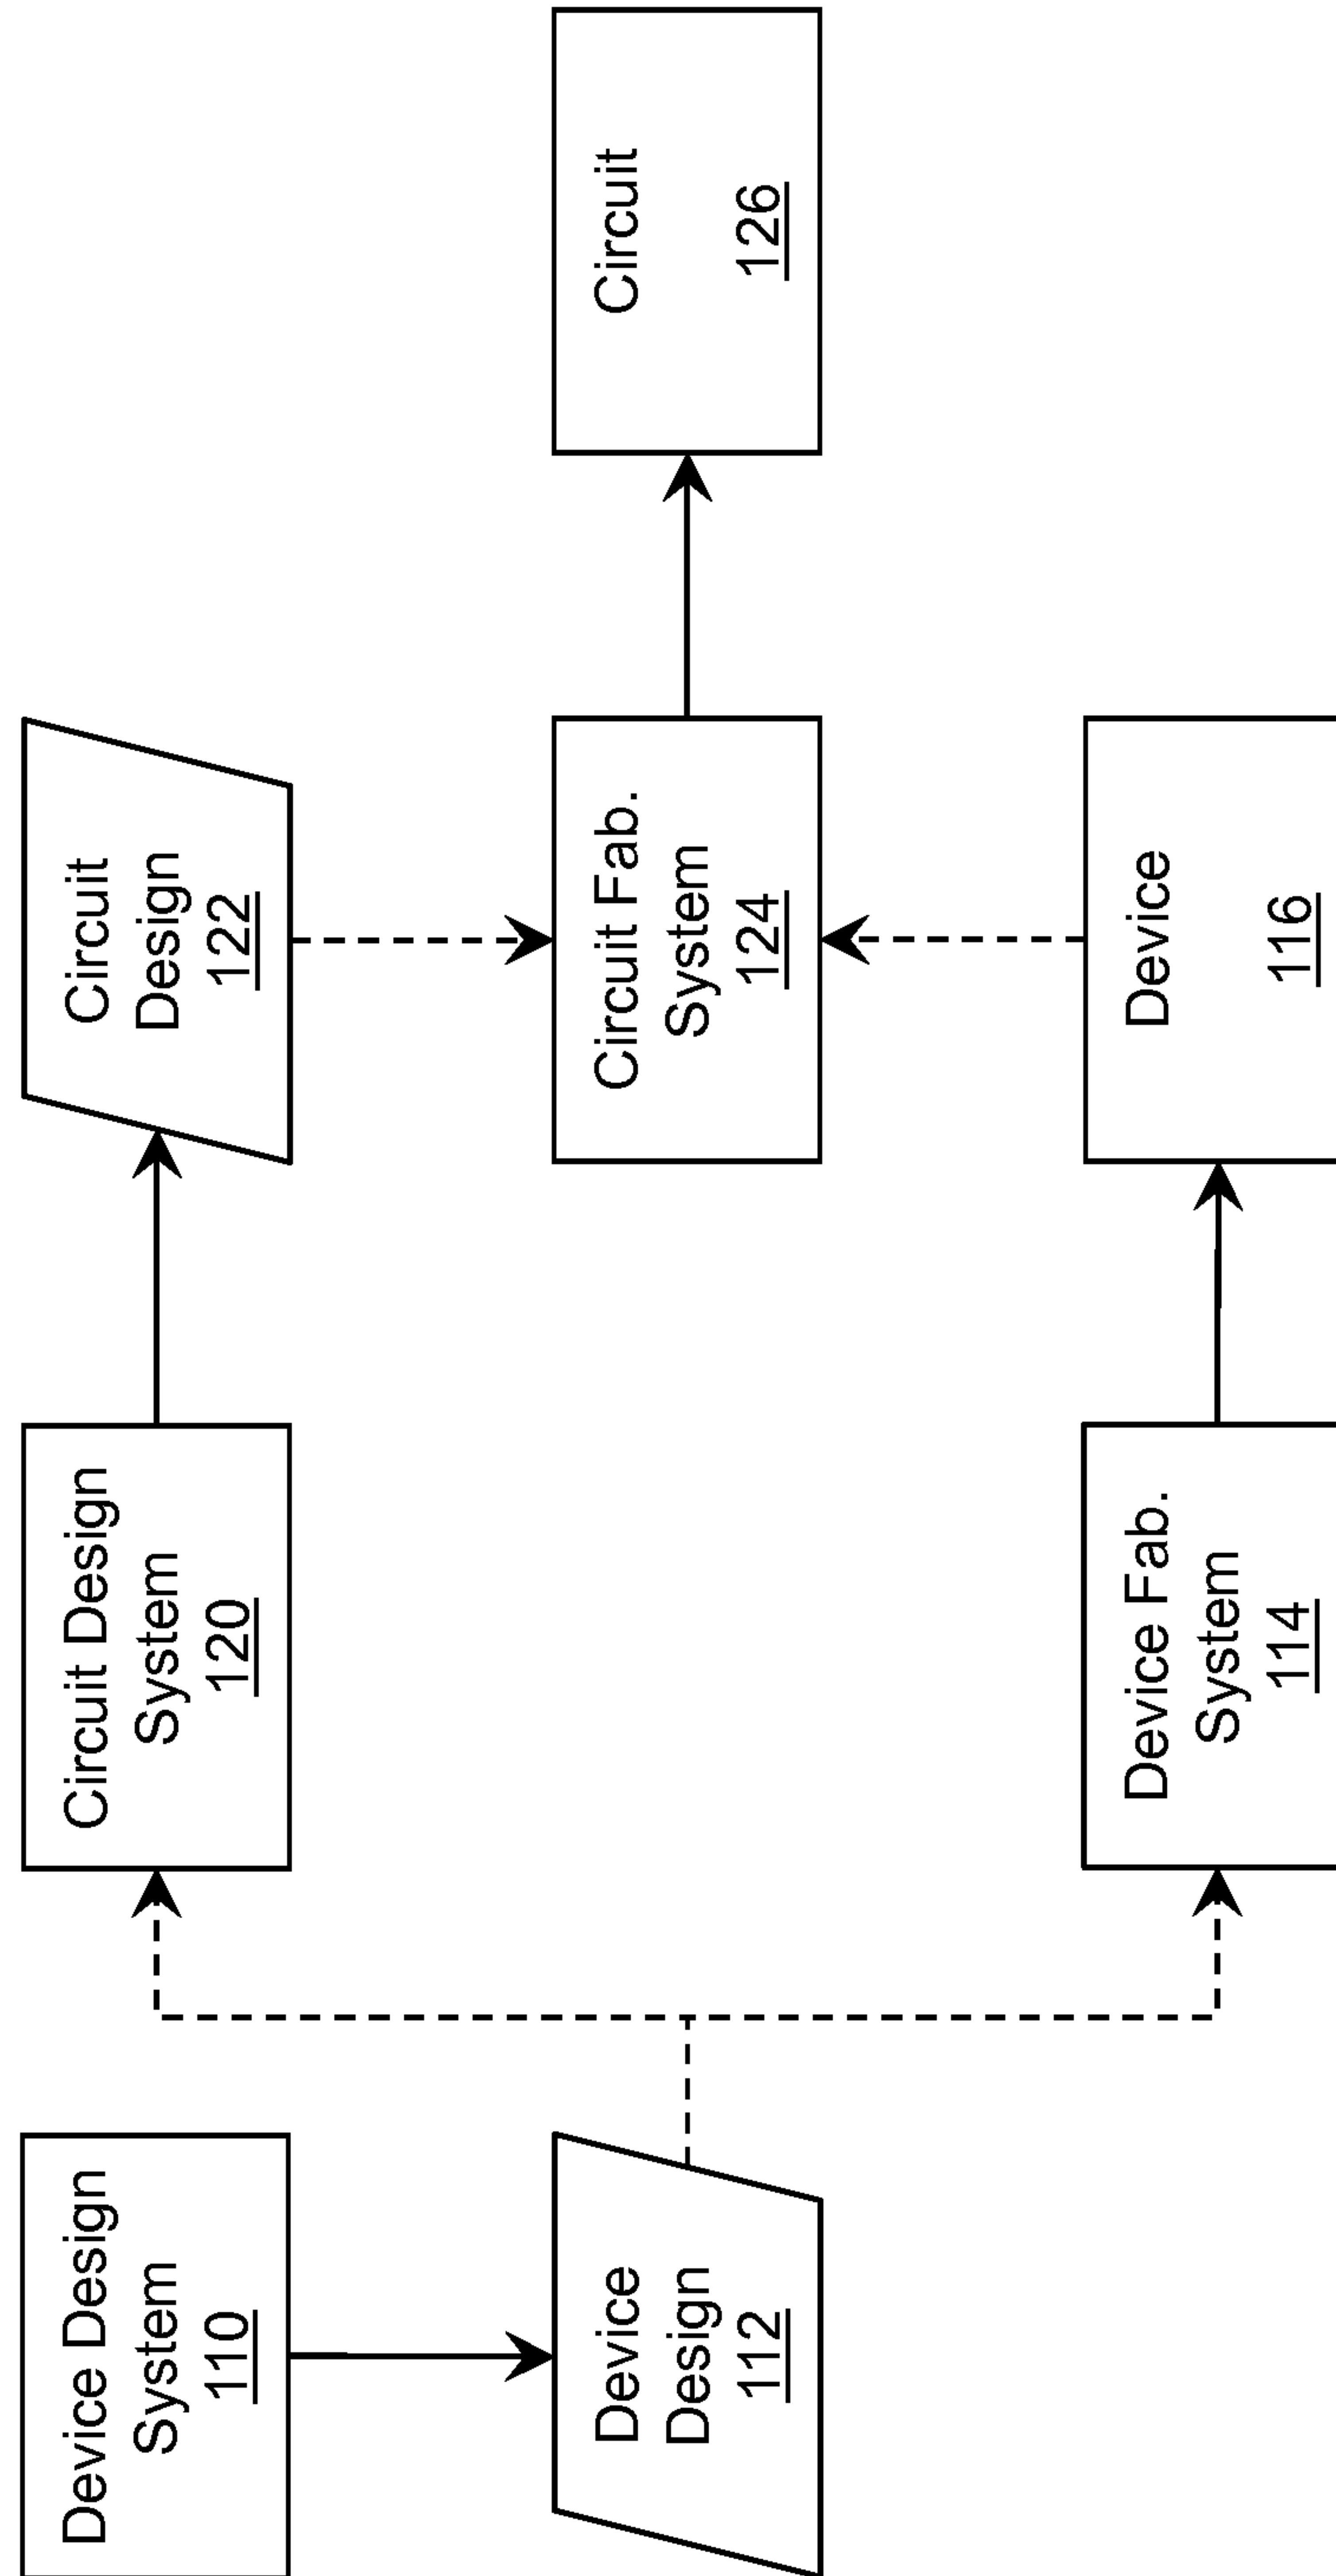 Device Design
System
110
Device
Design
112
Circuit Design
System
120
Device Fab.
System
114
Circuit
Design
122
Circuit Fab.
System
124
Device
116
Circuit
126